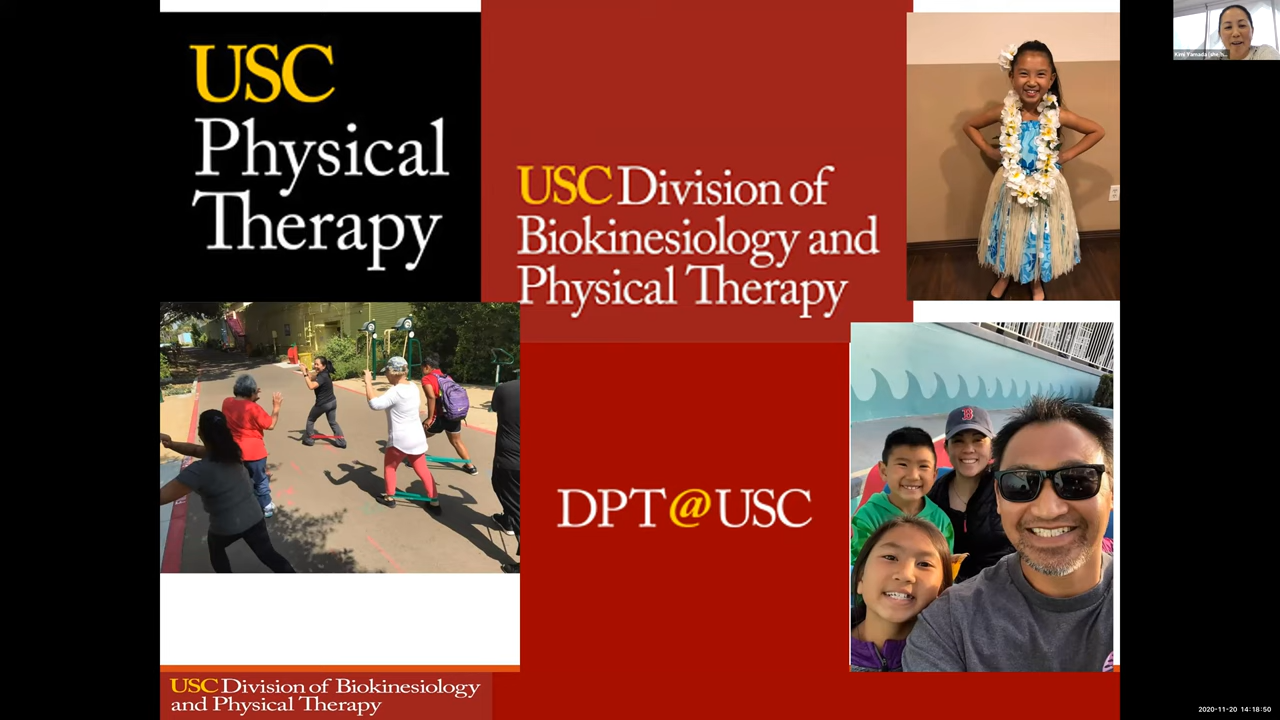 USC
Physical
Therapy
USC Division of
Biokinesiology and
Physical Therapy
DPT@USC
USC Division of Biokinesiology
and Physical Therapy
B
2020-11-20 14:18:50